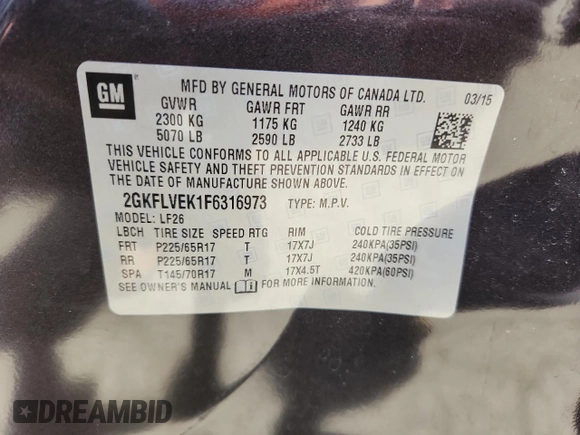 GM
MFD BY GENERAL MOTORS OF CANADA LTD. 03/15
GVWR GAWR FRT GAWR RR
2300 KG 1175 KG 1240 KG
5070 LB 2590 LB 2733 LB
THIS VEHICLE CONFORMS TO ALL APPLICABLE U.S. FEDERAL MOTOR
VEHICLE SAFETY AND THEFT PREVENTION STANDARDS IN EFFECT ON
THE DATE OF MANUFACTURE SHOWN ABOVE.
2GKFLVEK1F6316973 TYPE: M.P.V.
MODEL: LF26
LBCH TIRE SIZE SPEED RTG RIM COLD TIRE PRESSURE
FRT P225/65R17 T 17X7J 240KPA(35PSI)
RR P225/65R17 T 17X7J 240KPA(35PSI)
SPA T145/70R17 M 17X4.5T 420KPA(60PSI)
SEE OWNER'S MANUAL FOR MORE INFORMATION
DREAMBID